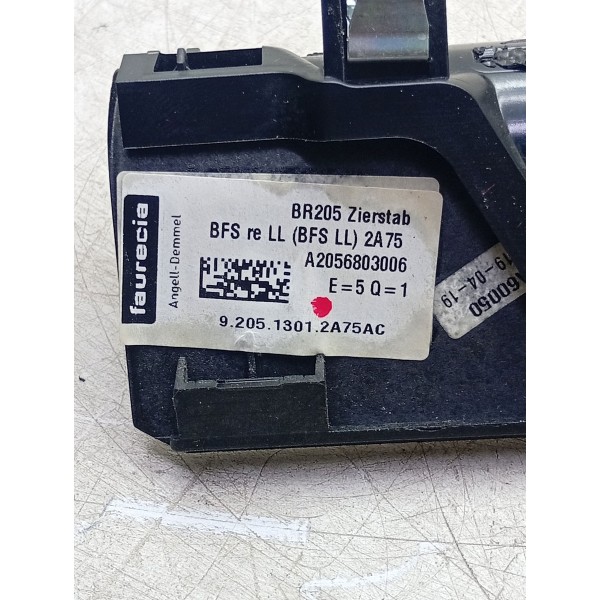 faurecia
Angell-Demmel
BR205 Zierstab
BFS re LL (BFS LL) 2A75
A2056803006
E=5 Q=1
9.205.1301.2A75AC
60050
19-04-19